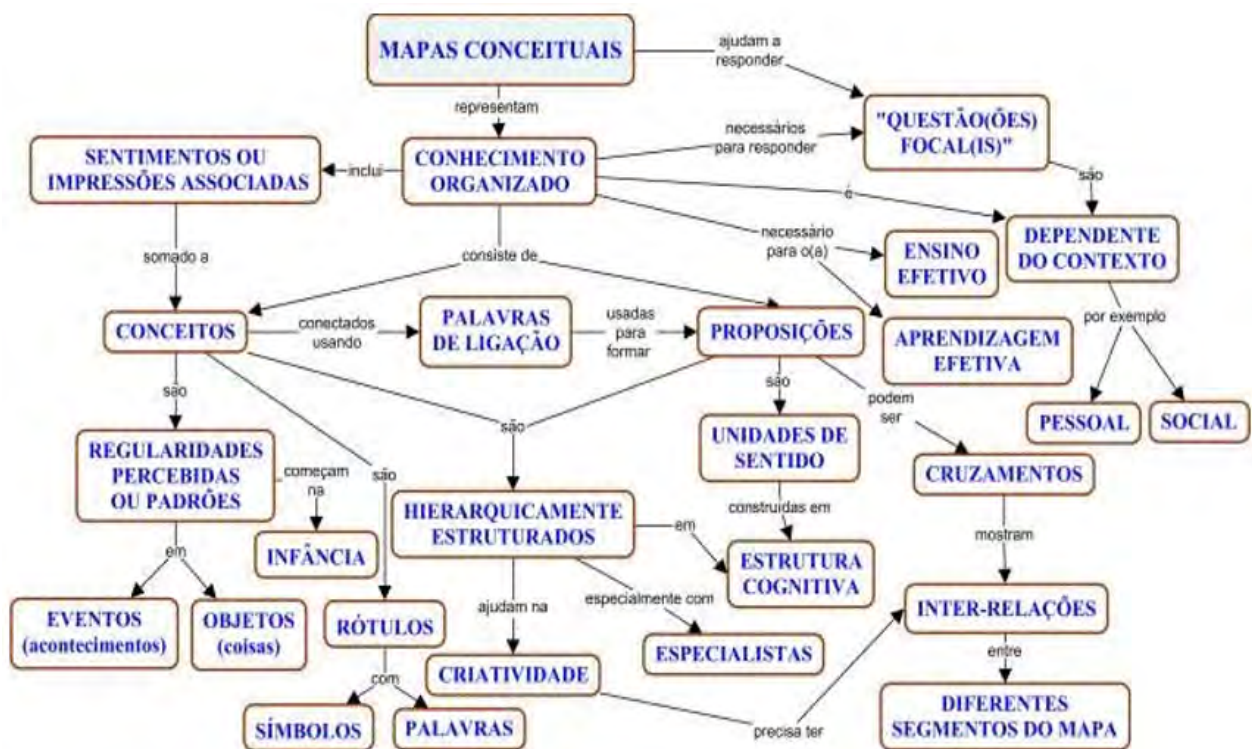 MAPAS CONCEITUAIS
ajudam a
responder
representam
"QUESTÃO(ÕES)
FOCAL(IS)"
necessários
para responder
SENTIMENTOS OU
IMPRESSÕES ASSOCIADAS
inclui
CONHECIMENTO
ORGANIZADO
são
é
DEPENDENTE
DO CONTEXTO
necessário
para o(a)
ENSINO
EFETIVO
somado a
consiste de
CONCEITOS
conectados
usando
PALAVRAS
DE LIGAÇÃO
usadas
para
formar
PROPOSIÇÕES
APRENDIZAGEM
EFETIVA
por exemplo
PESSOAL
SOCIAL
são
são
são
podem
ser
REGULARIDADES
PERCEBIDAS
OU PADRÕES
começam
na
são
UNIDADES DE
SENTIDO
CRUZAMENTOS
INFÂNCIA
HIERARQUICAMENTE
ESTRUTURADOS
em
construídas em
mostram
em
ESTRUTURA
COGNITIVA
EVENTOS
(acontecimentos)
OBJETOS
(coisas)
RÓTULOS
ajudam na
especialmente com
INTER-RELAÇÕES
CRIATIVIDADE
ESPECIALISTAS
entre
com
SÍMBOLOS
PALAVRAS
precisa ter
DIFERENTES
SEGMENTOS DO MAPA